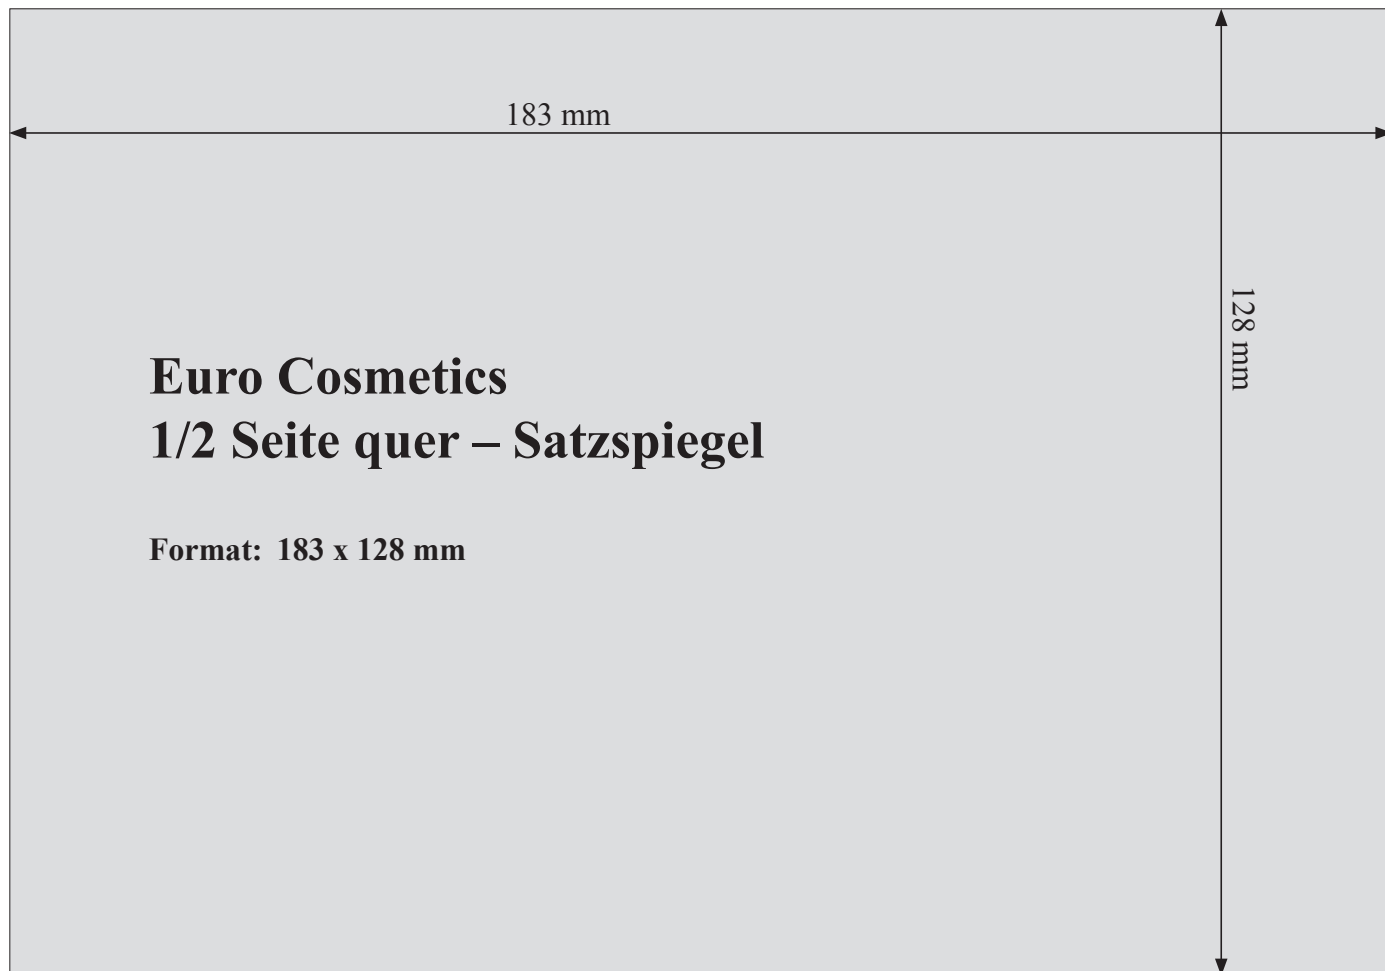 183 mm
128 mm
Euro Cosmetics
1/2 Seite quer – Satzspiegel
Format:  183 x 128 mm